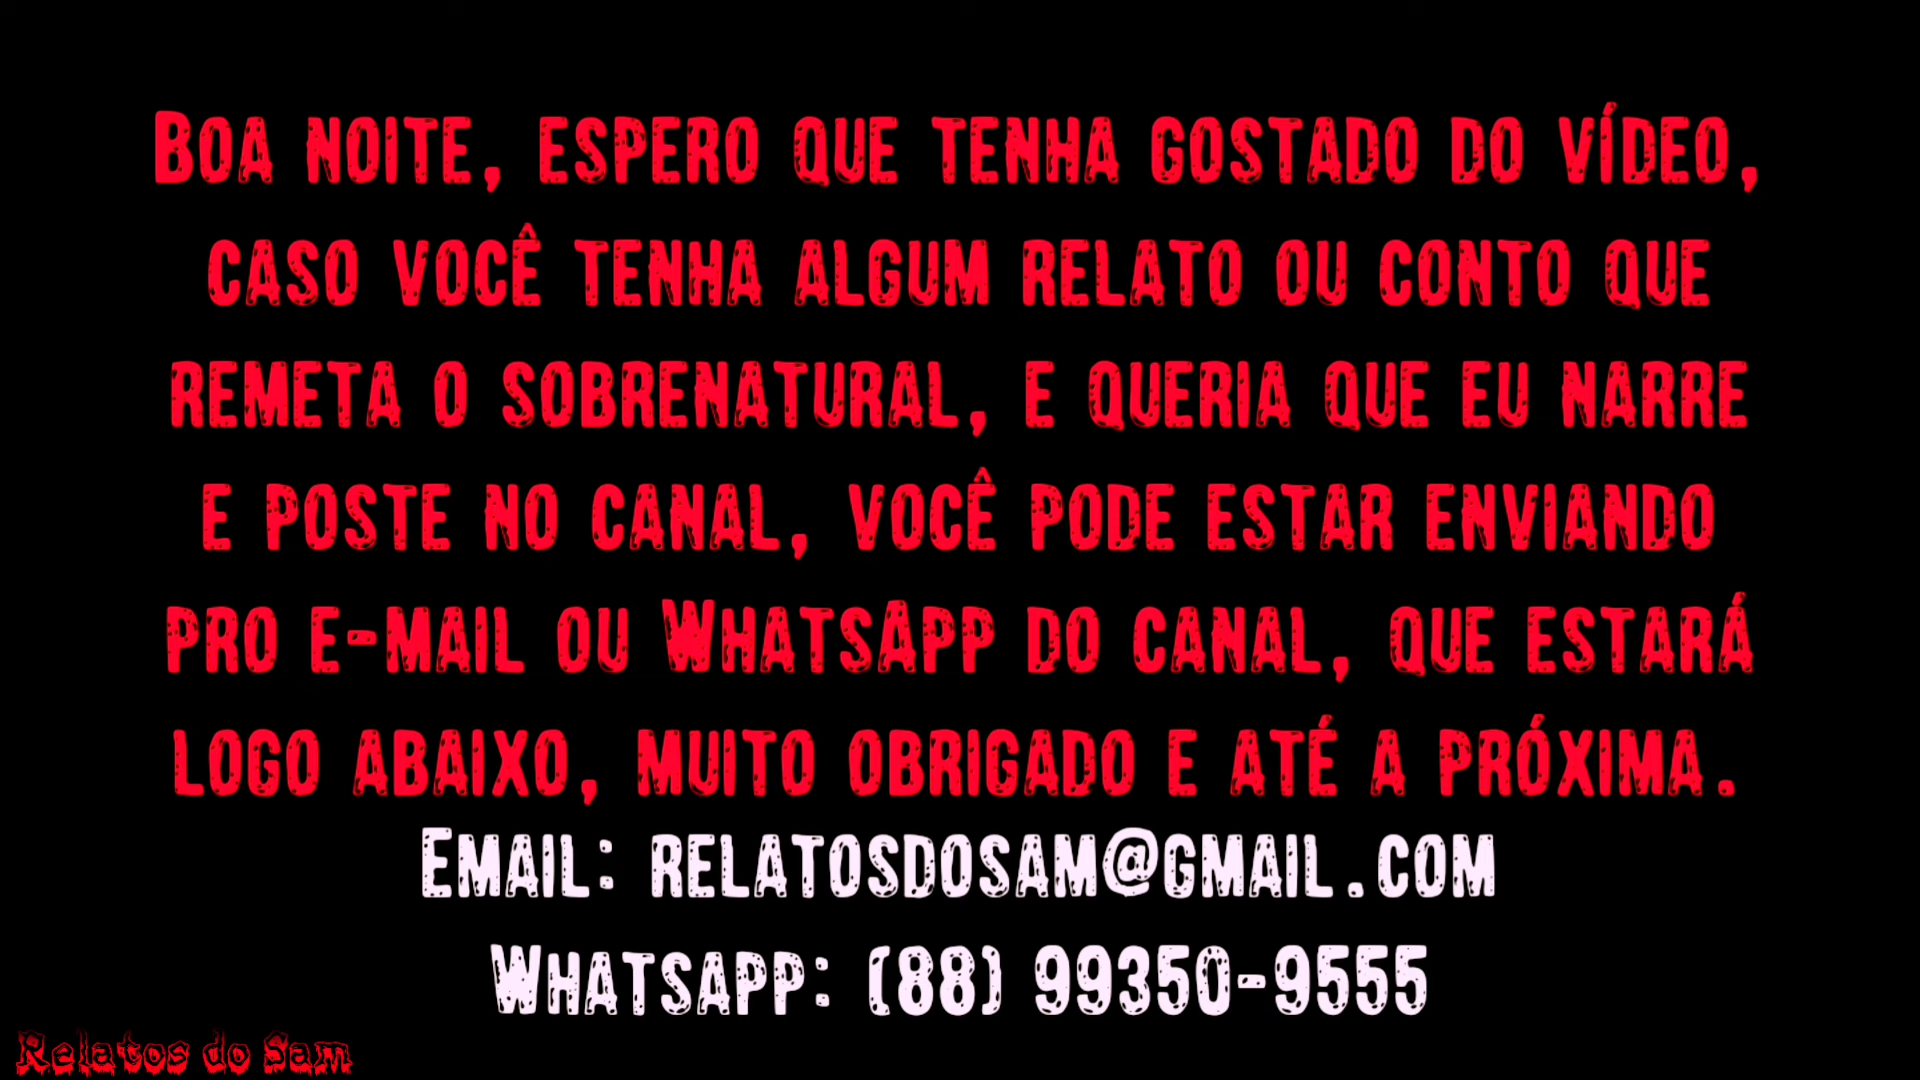 Boa noite, espero que tenha gostado do vídeo,
caso você tenha algum relato ou conto que
remeta o sobrenatural, e queria que eu narre
e poste no canal, você pode estar enviando
pro e-mail ou WhatsApp do canal, que estará
logo abaixo, muito obrigado e até a próxima.
Email: relatosdosam@gmail.com
Whatsapp: (88) 99350-9555
Relatos do Sam